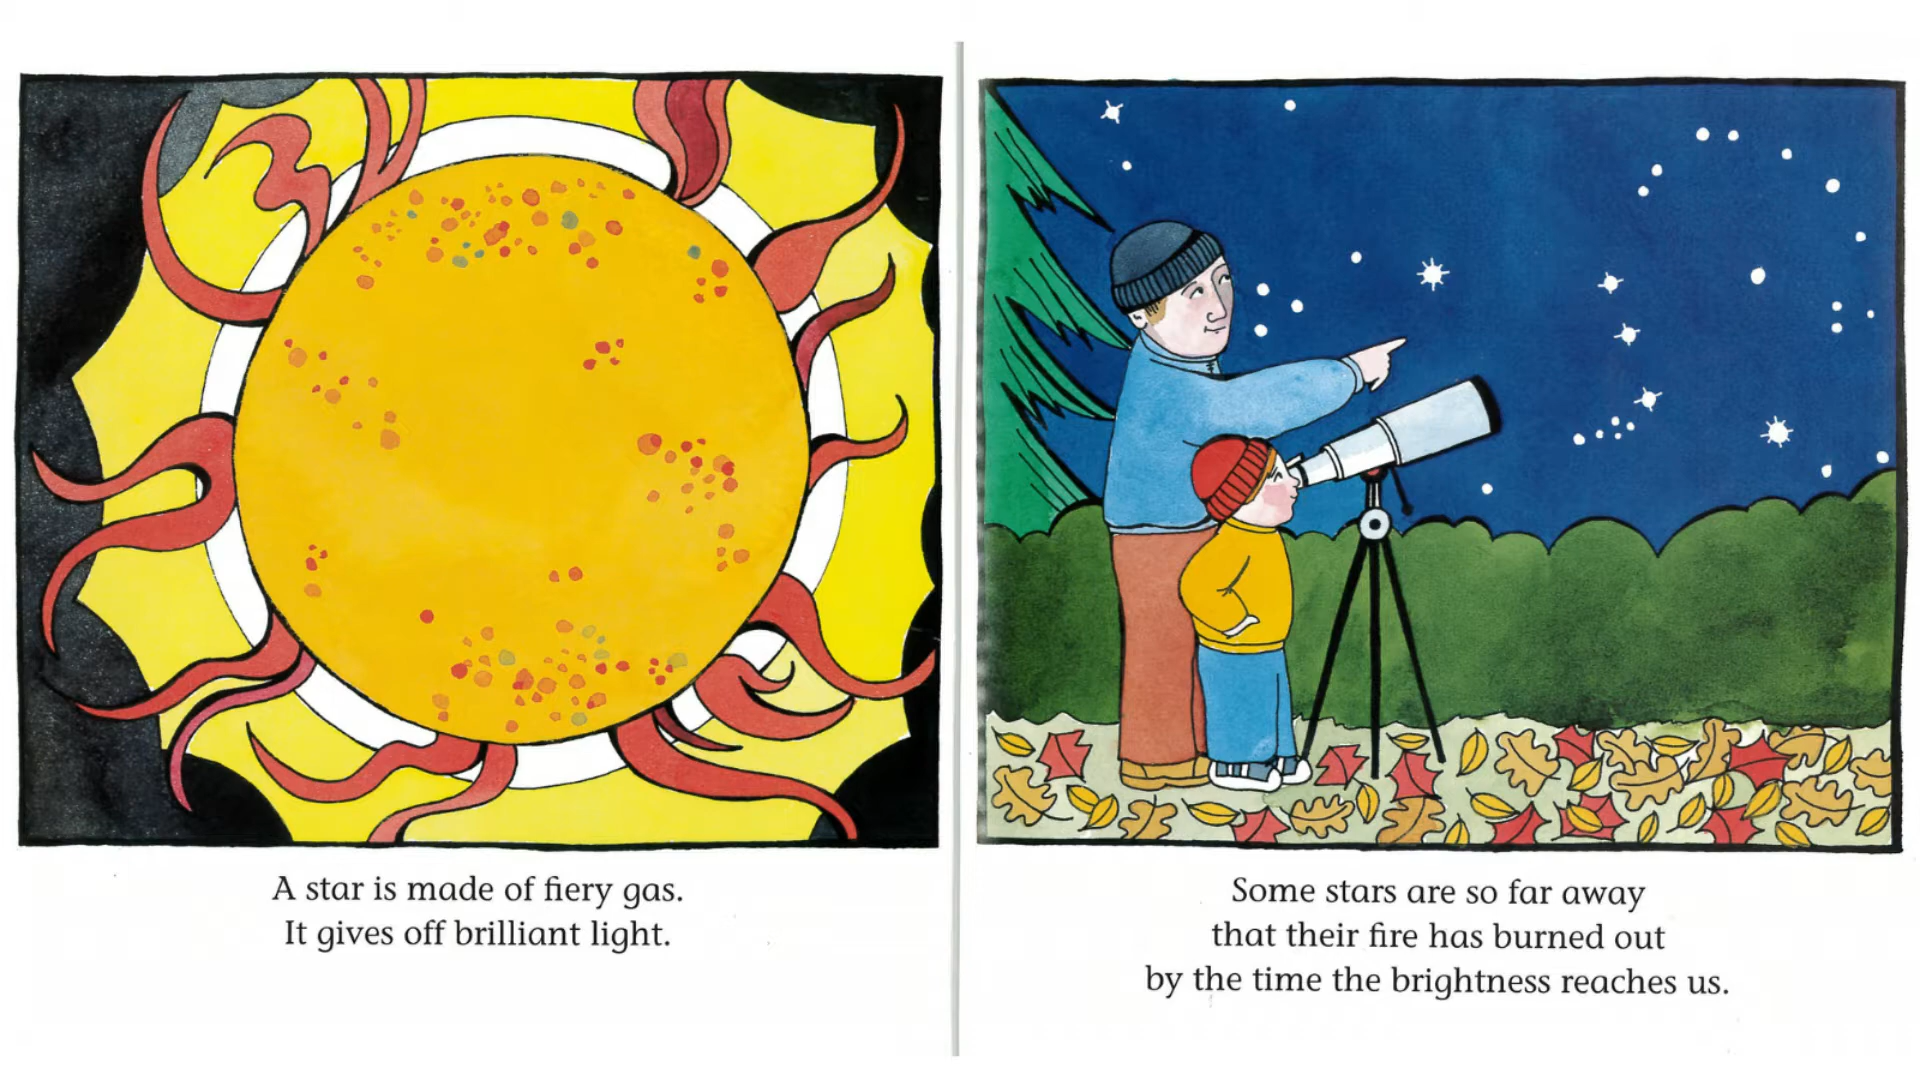 A star is made of fiery gas.
It gives off brilliant light.
Some stars are so far away
that their fire has burned out
by the time the brightness reaches us.